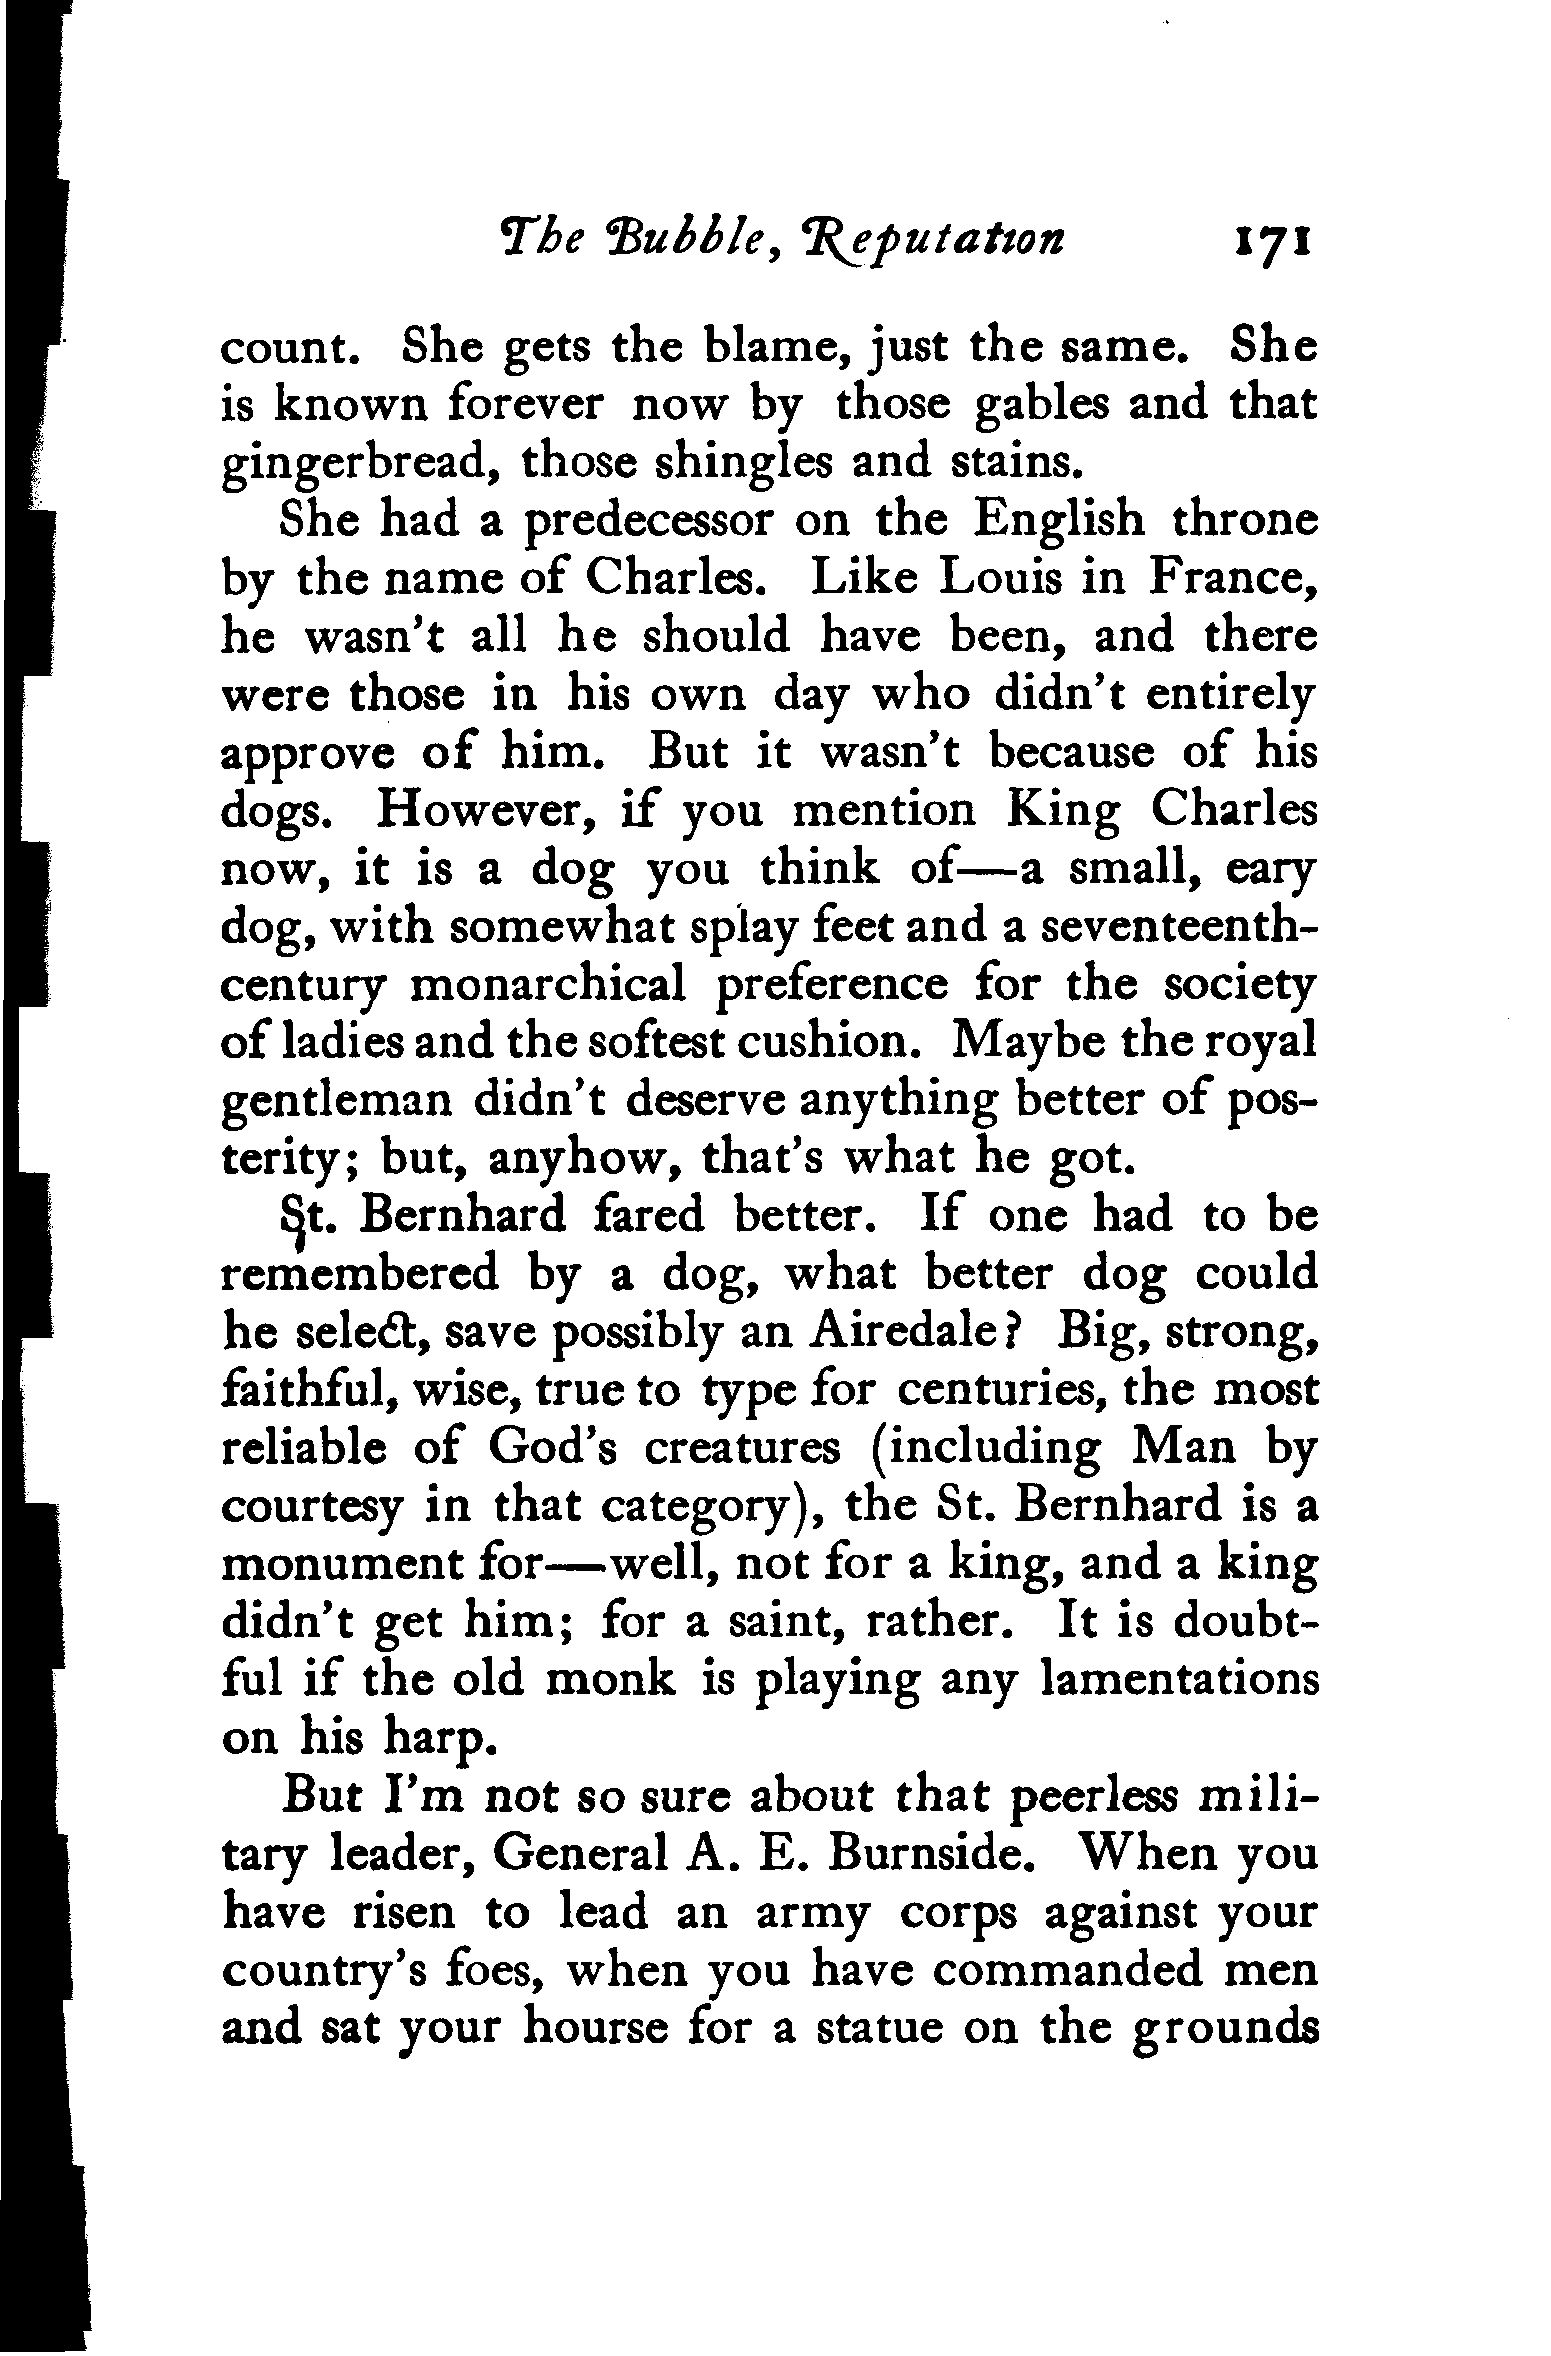 The Bubble, Reputation 171
count. She gets the blame, just the same. She
is known forever now by those gables and that
gingerbread, those shingles and stains.
She had a predecessor on the English throne
by the name of Charles. Like Louis in France,
he wasn't all he should have been, and there
were those in his own day who didn't entirely
approve of him. But it wasn't because of his
dogs. However, if you mention King Charles
now, it is a dog you think of—a small, eary
dog, with somewhat splay feet and a seventeenth-
century monarchical preference for the society
of ladies and the softest cushion. Maybe the royal
gentleman didn't deserve anything better of pos-
terity; but, anyhow, that's what he got.
St. Bernhard fared better. If one had to be
remembered by a dog, what better dog could
he select, save possibly an Airedale? Big, strong,
faithful, wise, true to type for centuries, the most
reliable of God's creatures (including Man by
courtesy in that category), the St. Bernhard is a
monument for—well, not for a king, and a king
didn't get him; for a saint, rather. It is doubt-
ful if the old monk is playing any lamentations
on his harp.
But I'm not so sure about that peerless mili-
tary leader, General A. E. Burnside. When you
have risen to lead an army corps against your
country's foes, when you have commanded men
and sat your hourse for a statue on the grounds